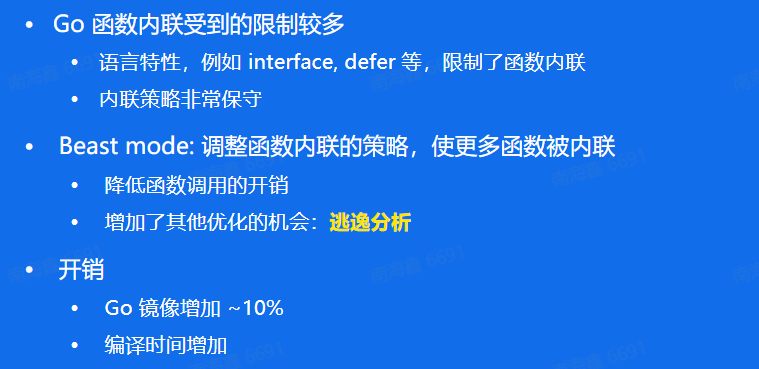 • Go 函数内联受到的限制较多
• 语言特性，例如 interface, defer 等，限制了函数内联
• 内联策略非常保守
• Beast mode: 调整函数内联的策略，使更多函数被内联
• 降低函数调用的开销
• 增加了其他优化的机会：逃逸分析
• 开销
• Go 镜像增加 ~10%
• 编译时间增加